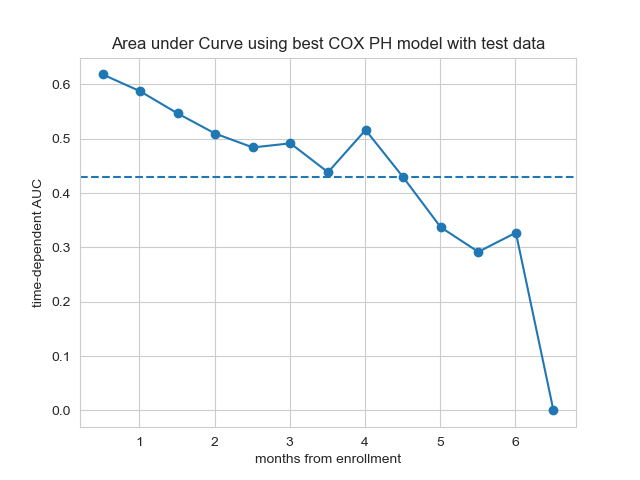 Area under Curve using best COX PH model with test data
time-dependent AUC
0.6
0.5
0.4
0.3
0.2
0.1
0.0
1 2 3 4 5 6
months from enrollment